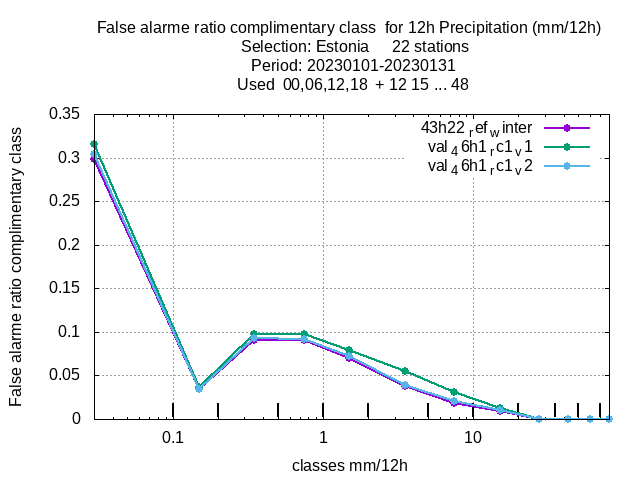 False alarme ratio complimentary class  for 12h Precipitation (mm/12h)
Selection: Estonia     22 stations
Period: 20230101-20230131
Used  00,06,12,18  + 12 15 ... 48
False alarme ratio complimentary class
0.35
0.3
0.25
0.2
0.15
0.1
0.05
0
43h22_ref_winter
val_46h1_rc1_v1
val_46h1_rc1_v2
0.1 1 10
classes mm/12h